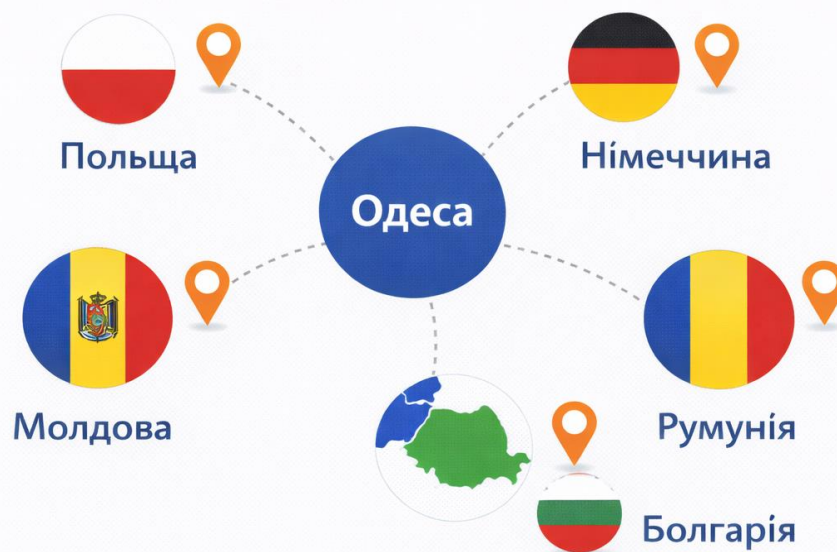 Польща
Німеччина
Одеса
Молдова
Румунія
Болгарія